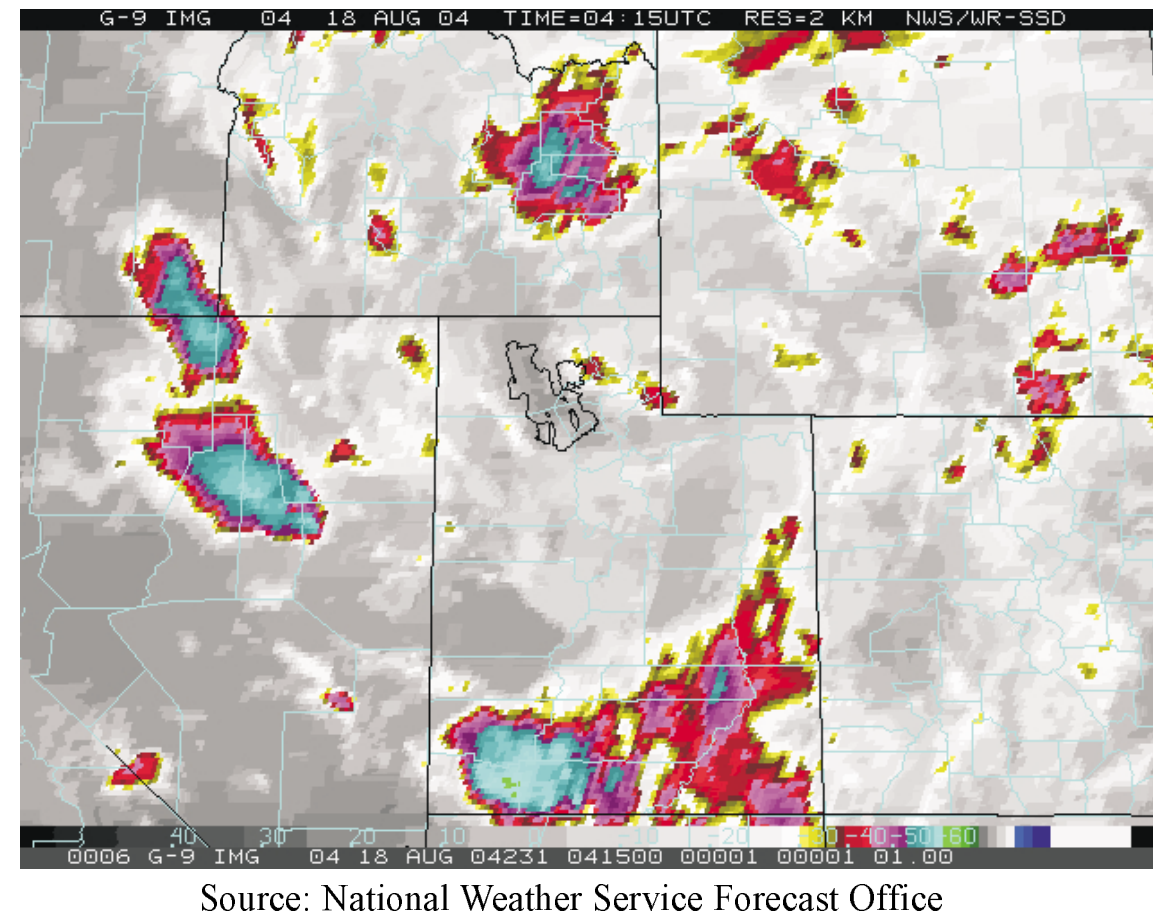 G-9 IMG 04 18 AUG 04 TIME=04:15UTC RES=2 KM NWS/WR-SSD
40 30 20 10 0 -10 -20 -30 -40 -50 -60
0006 G-9 IMG 04 18 AUG 04231 041500 00001 00001 01.00
Source: National Weather Service Forecast Office